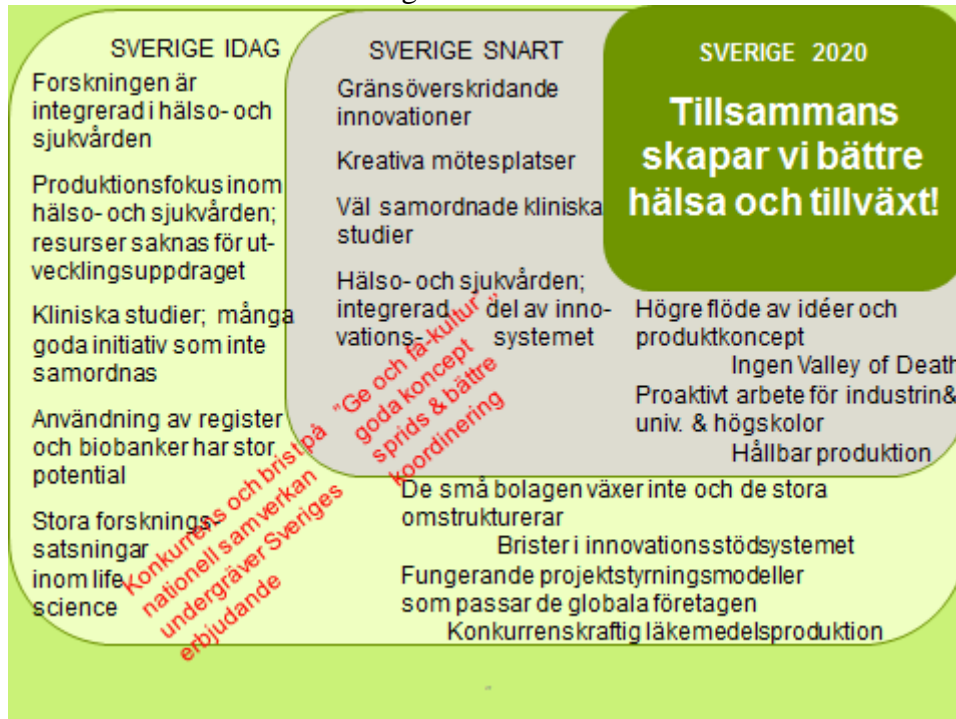 SVERIGE IDAG
Forskningen är
integrerad i hälso- och
sjukvården
Produktionsfokus inom
hälso- och sjukvården;
resurser saknas för ut-
vecklingsuppdraget
Kliniska studier; många
goda initiativ som inte
samordnas
Användning av register
och biobanker har stor
potential
Stora forsknings-
satsningar
inom life
science
Konkurrens och brist på
nationell samverkan
undergräver Sveriges
erbjudande
SVERIGE SNART
Gränsöverskridande
innovationer
Kreativa mötesplatser
Väl samordnade kliniska
studier
Hälso- och sjukvården;
integrerad del av inno-
vations- systemet
"Ge och få-kultur"
goda koncept
sprids & bättre
koordinering
SVERIGE 2020
Tillsammans
skapar vi bättre
hälsa och tillväxt!
Högre flöde av idéer och
produktkoncept
Ingen Valley of Death
Proaktivt arbete för industrin&
univ. & högskolor
Hållbar produktion
De små bolagen växer inte och de stora
omstrukturerar
Brister i innovationsstödsystemet
Fungerande projektstyrningsmodeller
som passar de globala företagen
Konkurrenskraftig läkemedelsproduktion